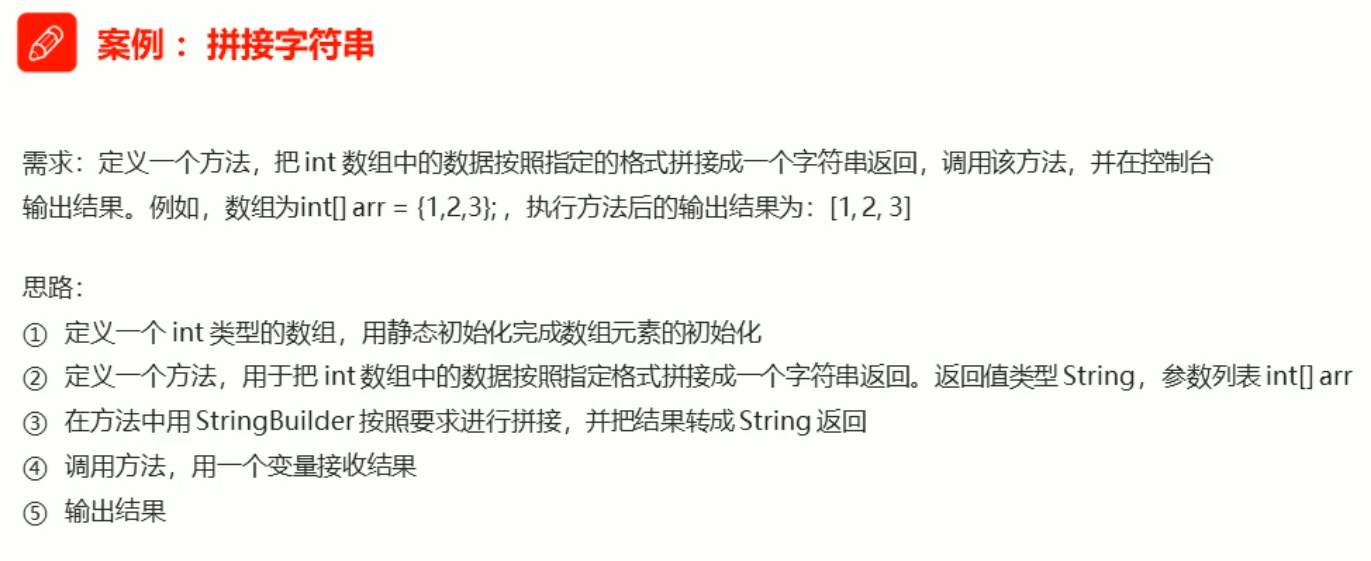 案例：拼接字符串
需求：定义一个方法，把 int 数组中的数据按照指定的格式拼接成一个字符串返回，调用该方法，并在控制台
输出结果。例如，数组为int[] arr = {1,2,3}; ，执行方法后的输出结果为：[1, 2, 3]
思路：
① 定义一个 int 类型的数组，用静态初始化完成数组元素的初始化
② 定义一个方法，用于把 int 数组中的数据按照指定格式拼接成一个字符串返回。返回值类型 String，参数列表 int[] arr
③ 在方法中用 StringBuilder 按照要求进行拼接，并把结果转成 String 返回
④ 调用方法，用一个变量接收结果
⑤ 输出结果